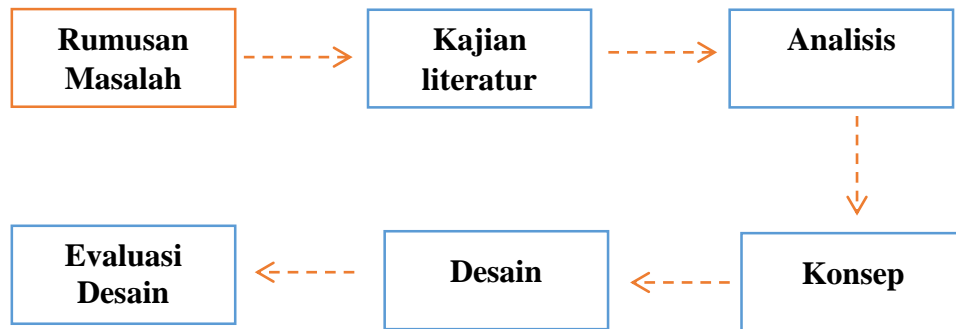 Rumusan
Masalah
Kajian
literatur
Analisis
Konsep
Desain
Evaluasi
Desain